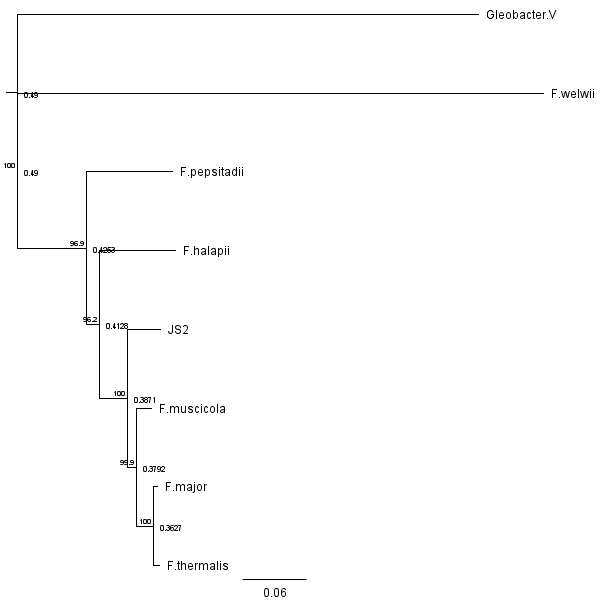 Gleobacter.V
0.49
F.welwii
100
0.49
F.pepsitadii
96.9
0.4253
F.halapii
96.2
0.4128
JS2
100
0.3871
F.muscicola
99.9
0.3792
F.major
100
0.3627
F.thermalis
0.06